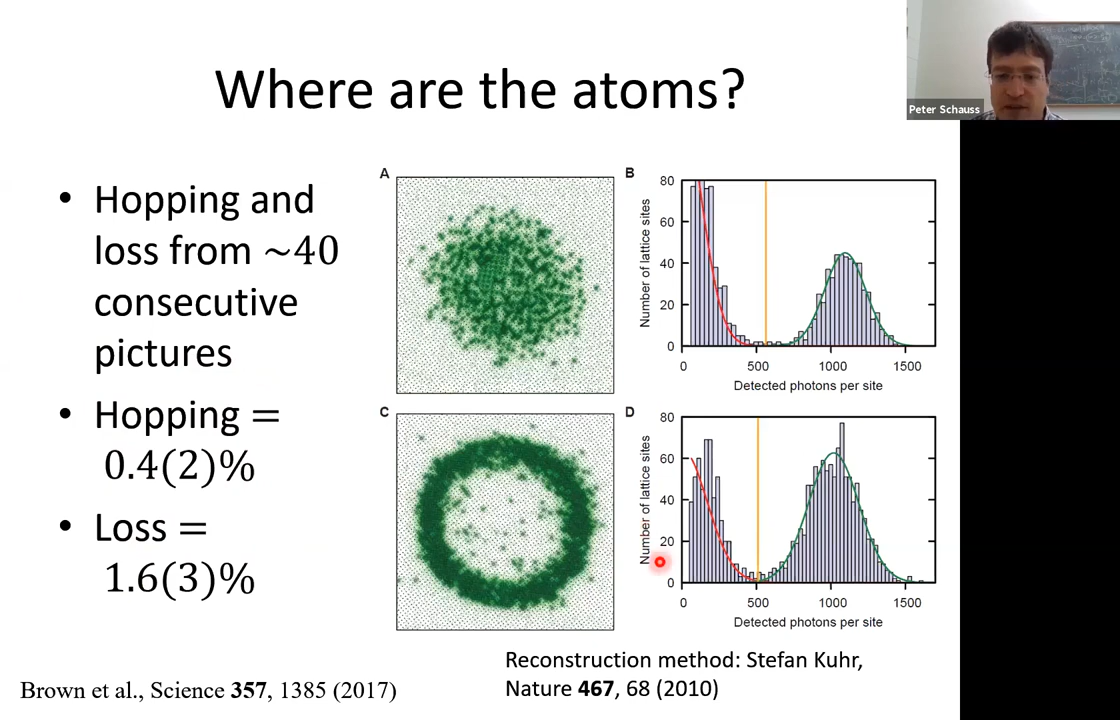 Where are the atoms?
Peter Schauss
• Hopping and
loss from ~40
consecutive
pictures
• Hopping =
0.4(2)%
• Loss =
1.6(3)%
A
B
80
60
40
20
0
Number of lattice sites
0 500 1000 1500
Detected photons per site
C
D
80
60
40
20
0
Number of lattice sites
0 500 1000 1500
Detected photons per site
Reconstruction method: Stefan Kuhr,
Nature 467, 68 (2010)
Brown et al., Science 357, 1385 (2017)